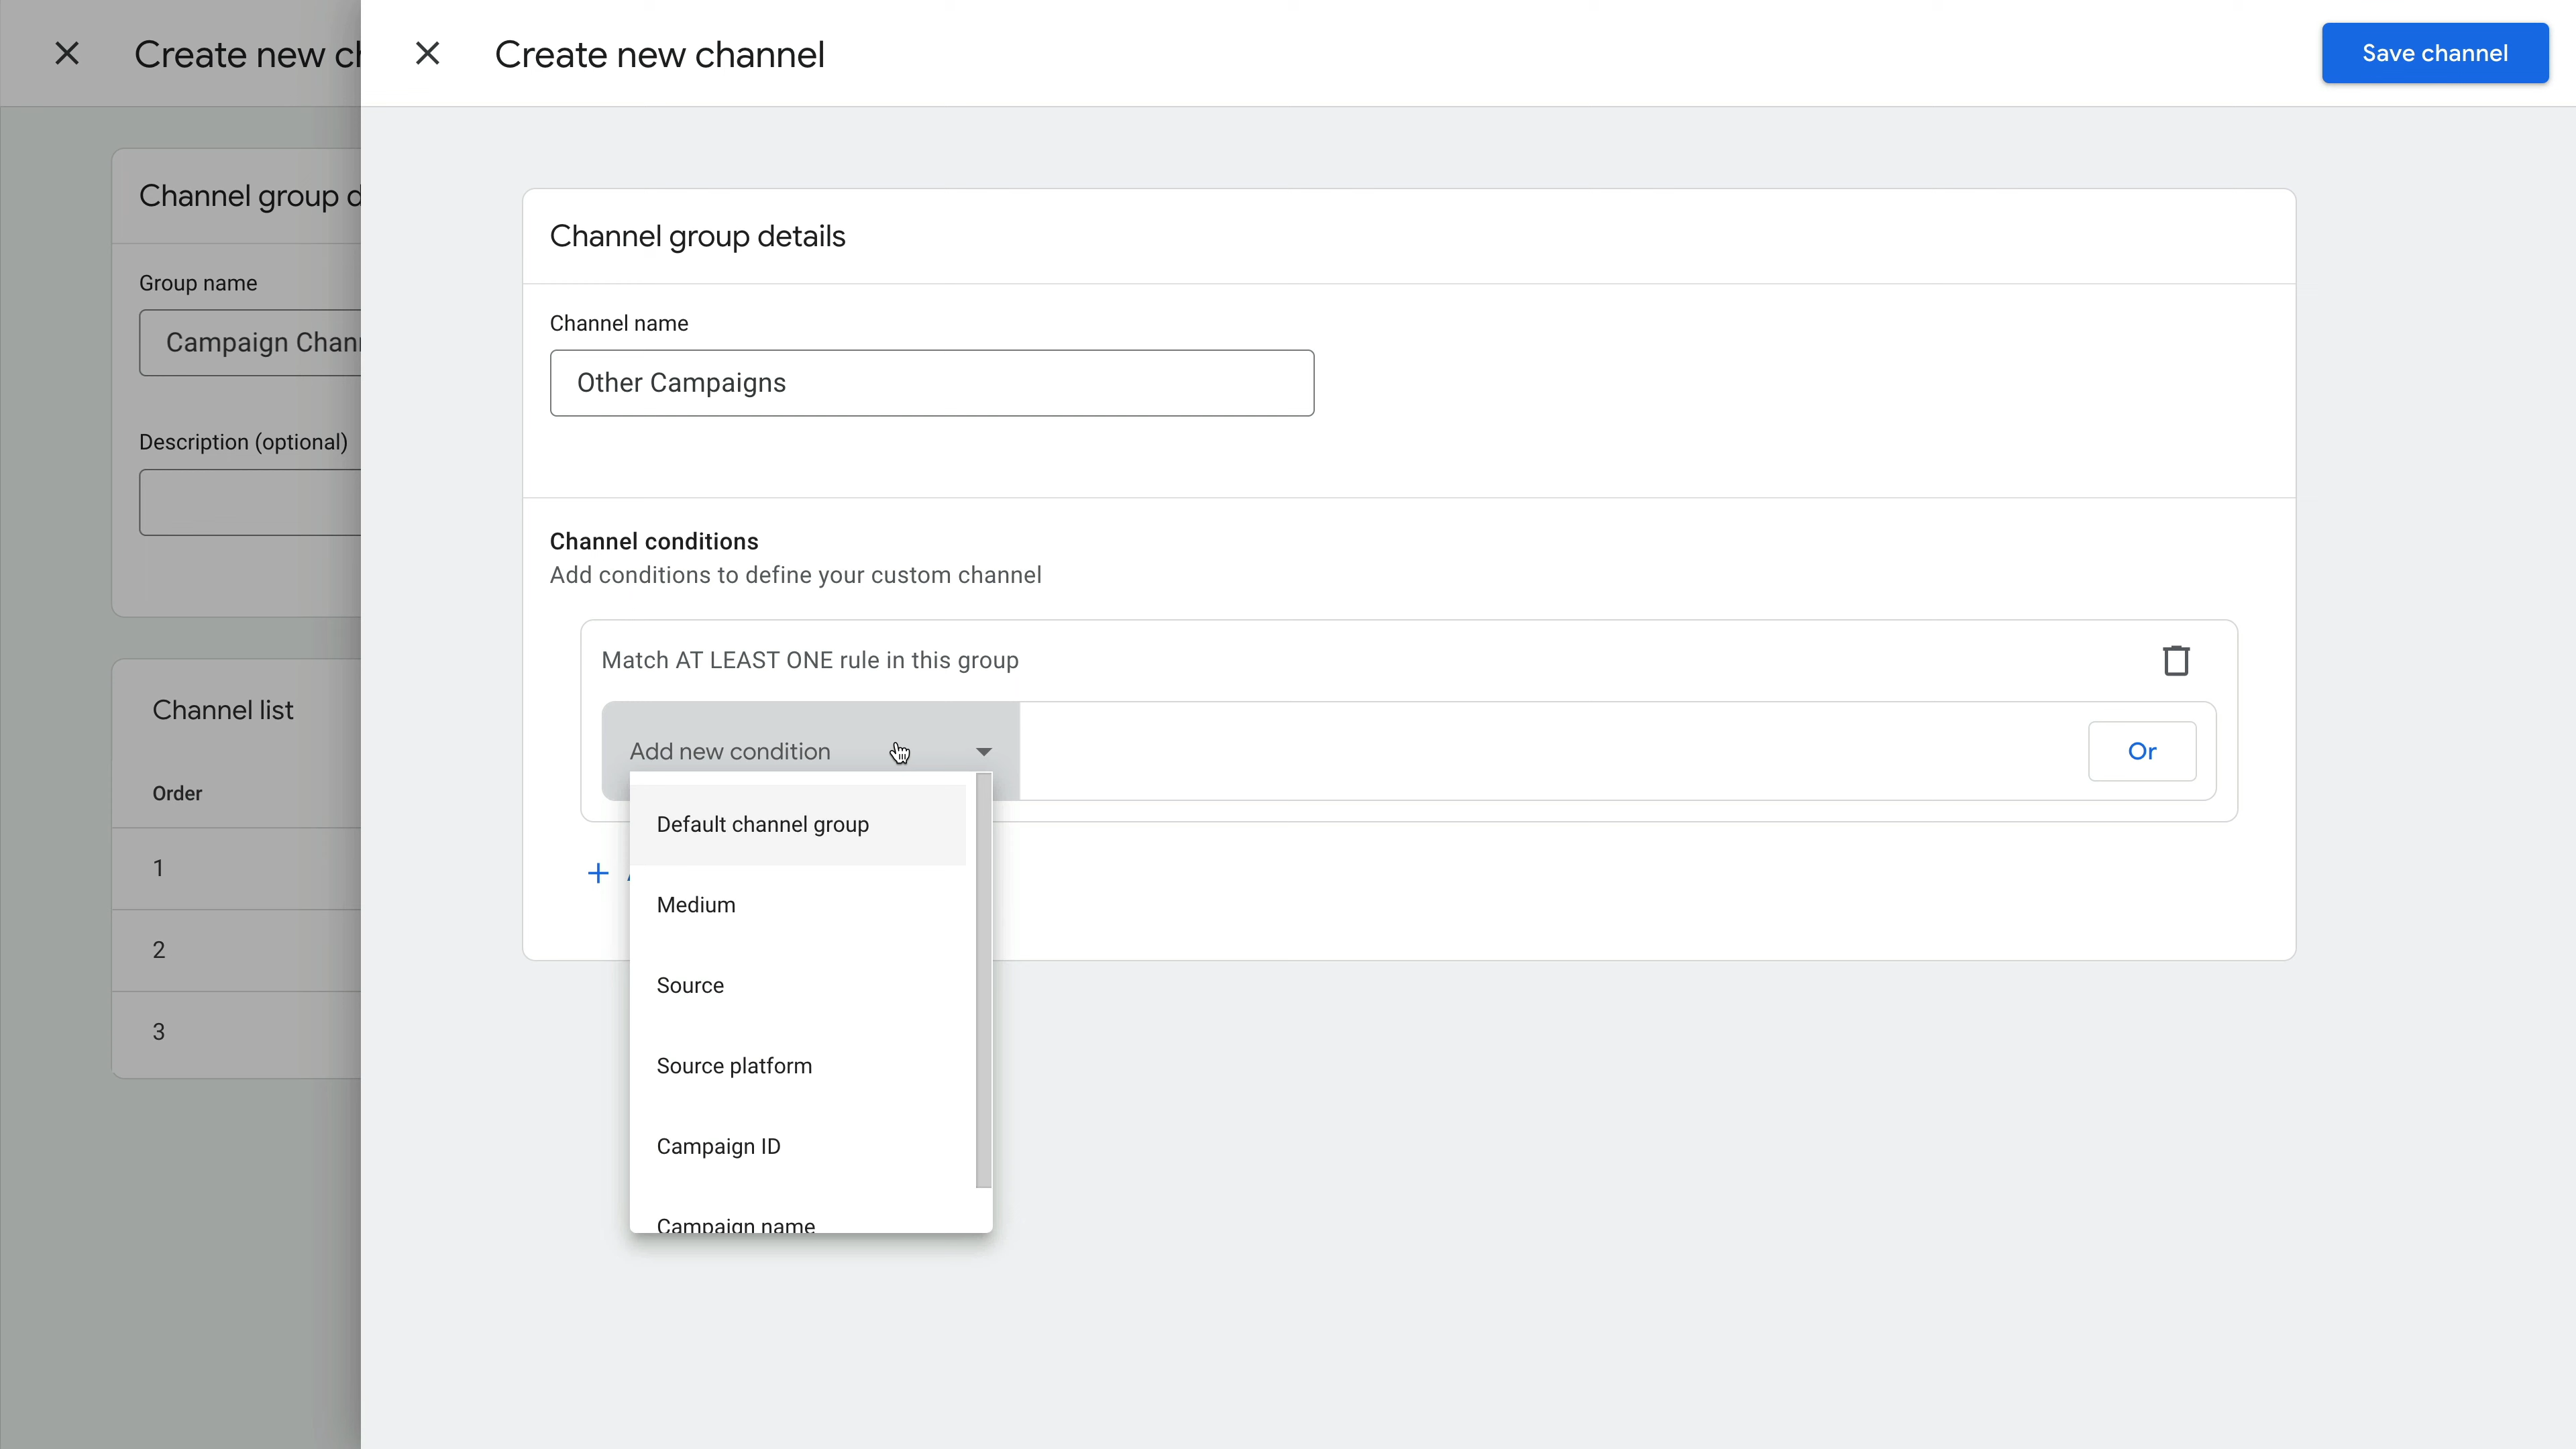 Create new
Channel group
Group name
Campaign
Description (optional)
Channel list
Order
1
2
3
Create new channel
Save channel
Channel group details
Channel name
Other Campaigns
Channel conditions
Add conditions to define your custom channel
Match AT LEAST ONE rule in this group
Add new condition
Or
Default channel group
Medium
Source
Source platform
Campaign ID
Campaign name